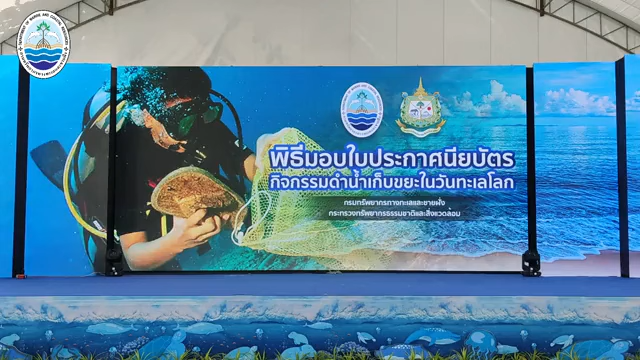 พิธีมอบใบประกาศนียบัตร
กิจกรรมดำน้ำเก็บขยะในวันทะเลโลก
กรมทรัพยากรทางทะเลและชายฝั่ง
กระทรวงทรัพยากรธรรมชาติและสิ่งแวดล้อม